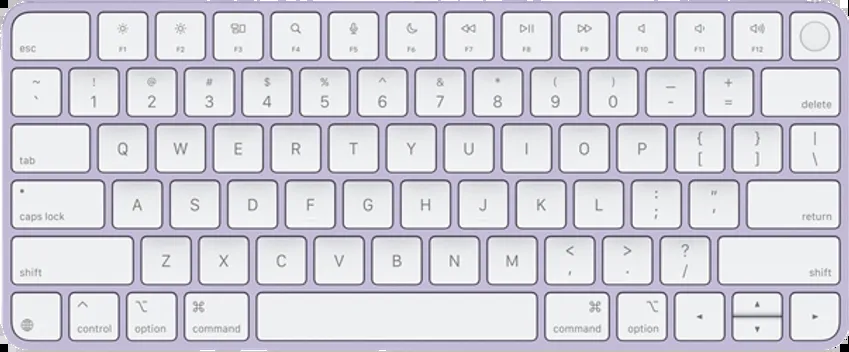 esc F1 F2 F3 F4 F5 F6 F7 F8 F9 F10 F11 F12
~ ! @ # $ % ^ & * ( ) _ +
` 1 2 3 4 5 6 7 8 9 0 - = delete
tab Q W E R T Y U I O P { [ } ] | \
caps lock A S D F G H J K L : ; " ' return
shift Z X C V B N M < , > . ? / shift
^ control ⌥ option ⌘ command ⌘ command ⌥ option ◄ ▲ ▼ ►